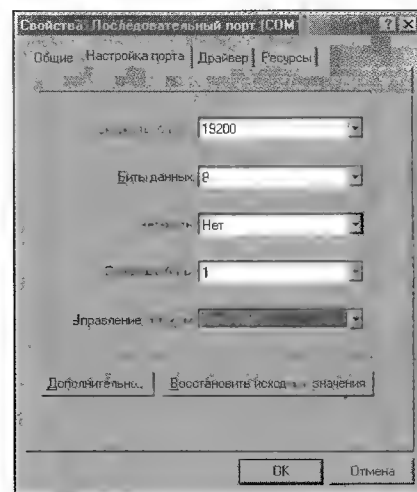 Свойства: Последовательный порт (COM
Общие Настройка порта Драйвер Ресурсы
19200
Биты данных: 8
Нет
1
Управление
Дополнительно... Восстановить исходные значения
OK Отмена